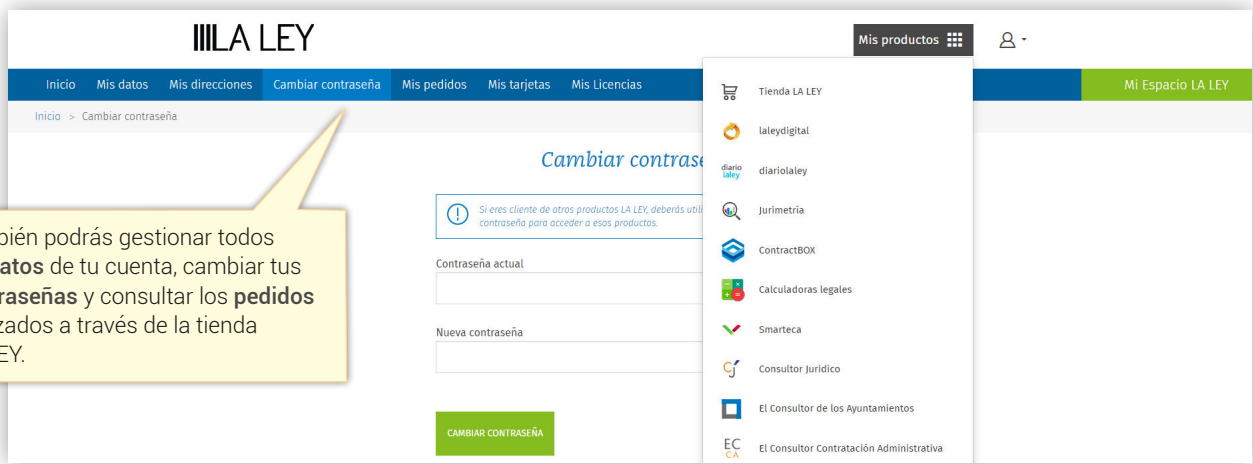 LA LEY
Mis productos
Inicio Mis datos Mis direcciones Cambiar contraseña Mis pedidos Mis tarjetas Mis Licencias
Mi Espacio LA LEY
Inicio > Cambiar contraseña
Cambiar contrase
Si eres cliente de otros productos LA LEY, deberás utili
contraseña para acceder a esos productos.
Contraseña actual
Nueva contraseña
CAMBIAR CONTRASEÑA
bién podrás gestionar todos
atos de tu cuenta, cambiar tus
raseñas y consultar los pedidos
zados a través de la tienda
EY.
Tienda LA LEY
laleydigital
diario
laley
diariolaley
Jurimetría
ContractBOX
Calculadoras legales
Smarteca
CJ
Consultor Jurídico
El Consultor de los Ayuntamientos
EC
CA
El Consultor Contratación Administrativa